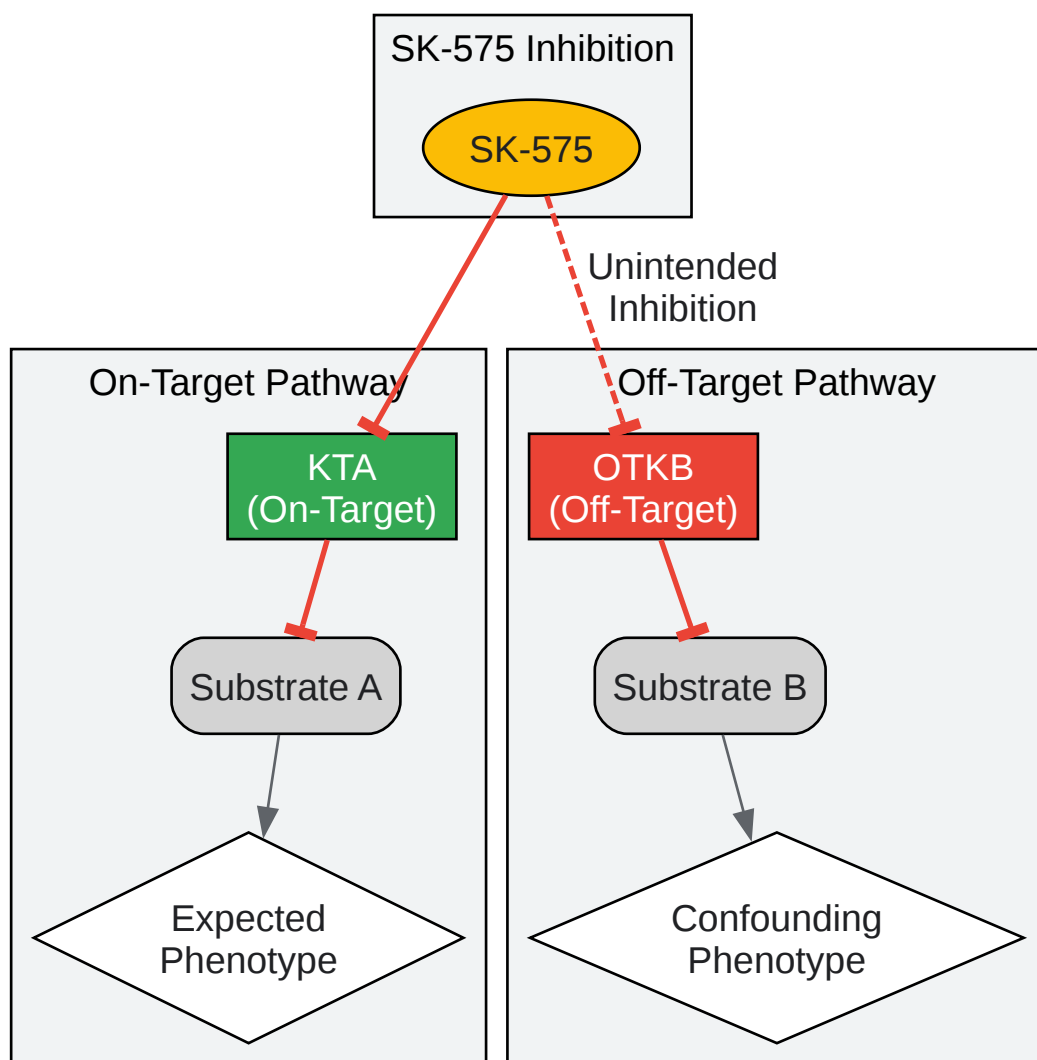 SK-575 Inhibition
SK-575
Unintended
Inhibition
On-Target Pathway
Off-Target Pathway
KTA
(On-Target)
OTKB
(Off-Target)
Substrate A
Substrate B
Expected
Phenotype
Confounding
Phenotype